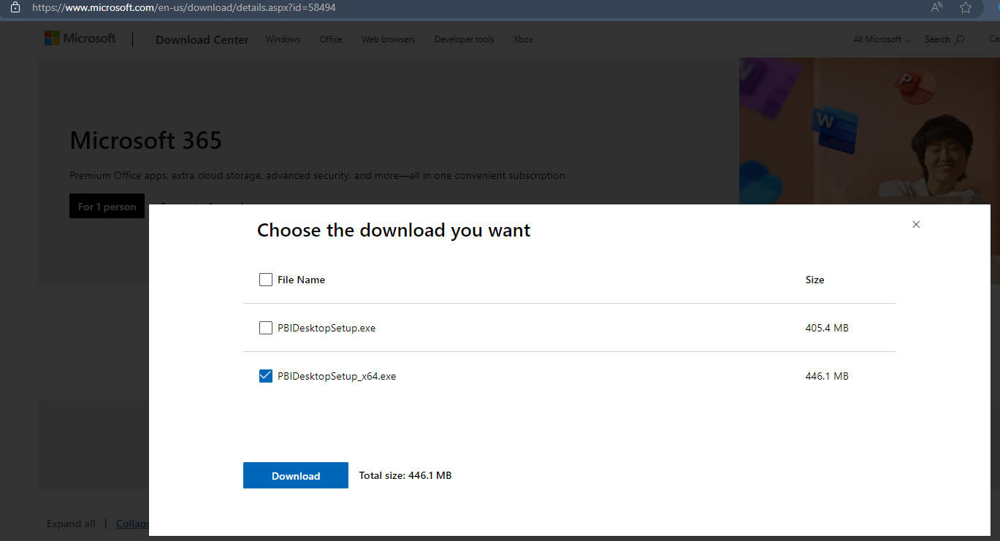 https://www.microsoft.com/en-us/download/details.aspx?id=58494
Microsoft Download Center Windows Office Web browsers Developer tools Xbox All Microsoft Search
Microsoft 365
Premium Office apps, extra cloud storage, advanced security, and more—all in one convenient subscription
For 1 person
Choose the download you want
File Name Size
PBIDesktopSetup.exe 405.4 MB
PBIDesktopSetup_x64.exe 446.1 MB
Download Total size: 446.1 MB
Expand all | Collaps
W
P